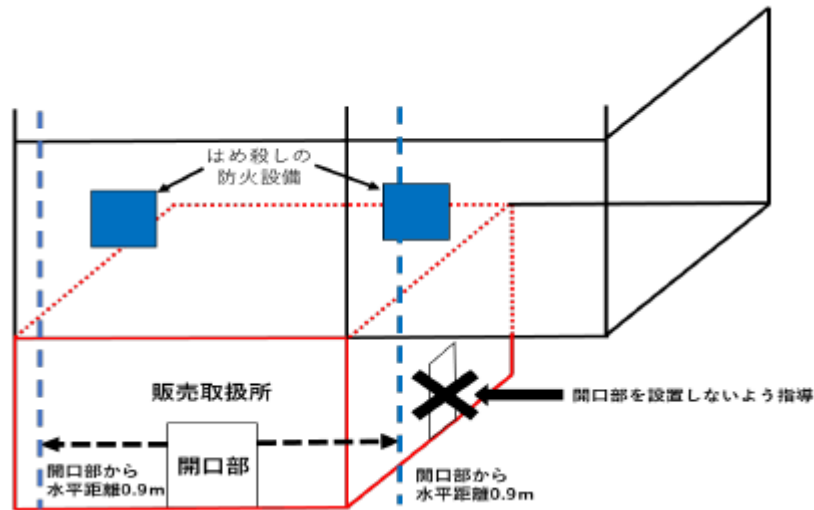 はめ殺しの
防火設備
販売取扱所
開口部を設置しないよう指導
開口部
開口部から
水平距離0.9m
開口部から
水平距離0.9m